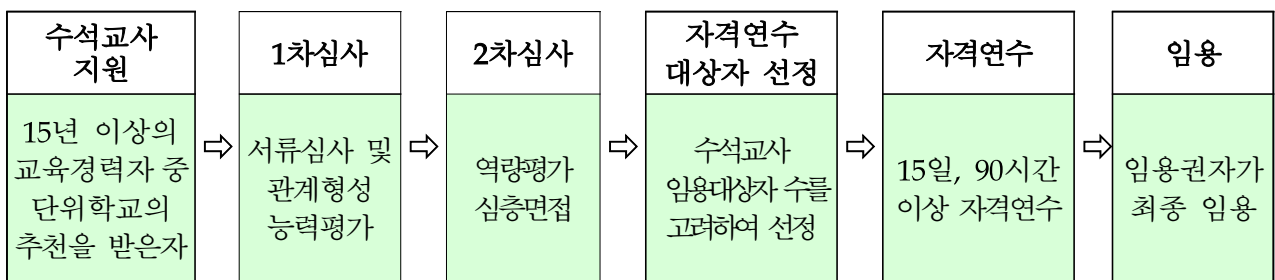 수석교사
지원
15년 이상의
교육경력자 중
단위학교의
추천을 받은자
1차심사
서류심사 및
관계형성
능력평가
2차심사
역량평가
심층면접
자격연수
대상자 선정
수석교사
임용대상자 수를
고려하여 선정
자격연수
15일, 90시간
이상 자격연수
임용
임용권자가
최종 임용